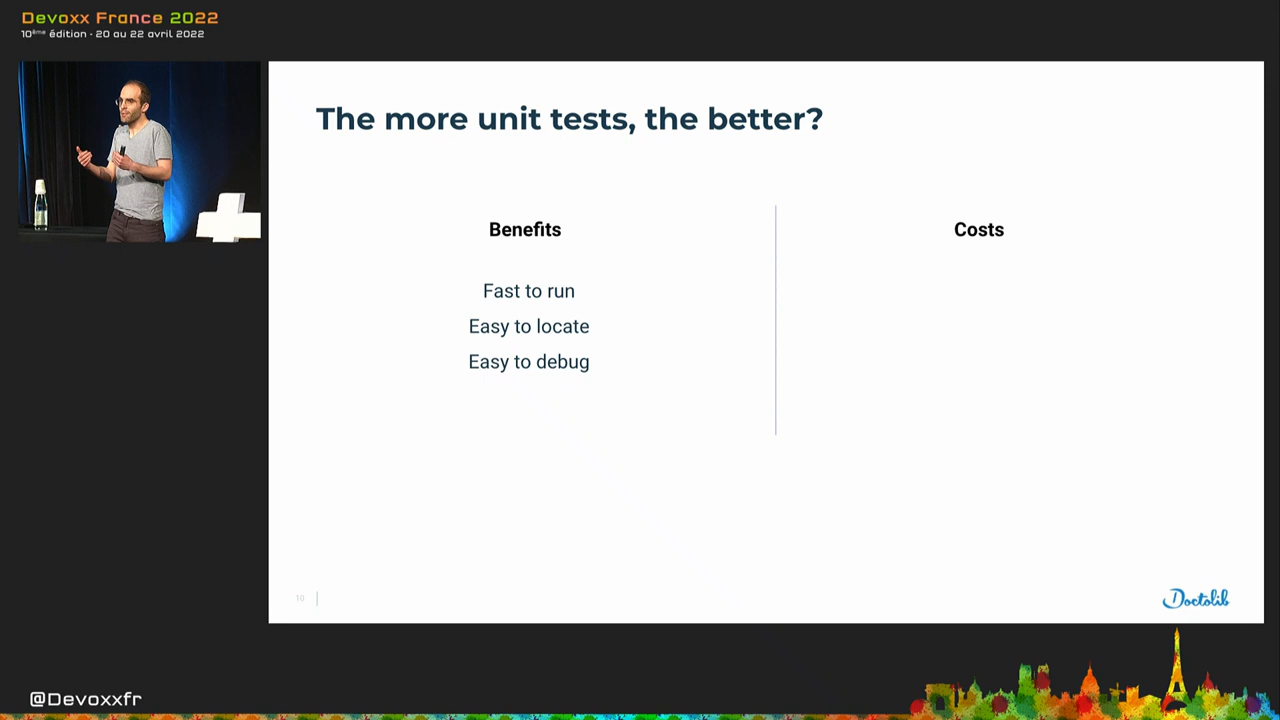 Devoxx France 2022
10ème édition - 20 au 22 avril 2022
The more unit tests, the better?
Benefits
Costs
Fast to run
Easy to locate
Easy to debug
10
Doctolib
@Devoxxfr